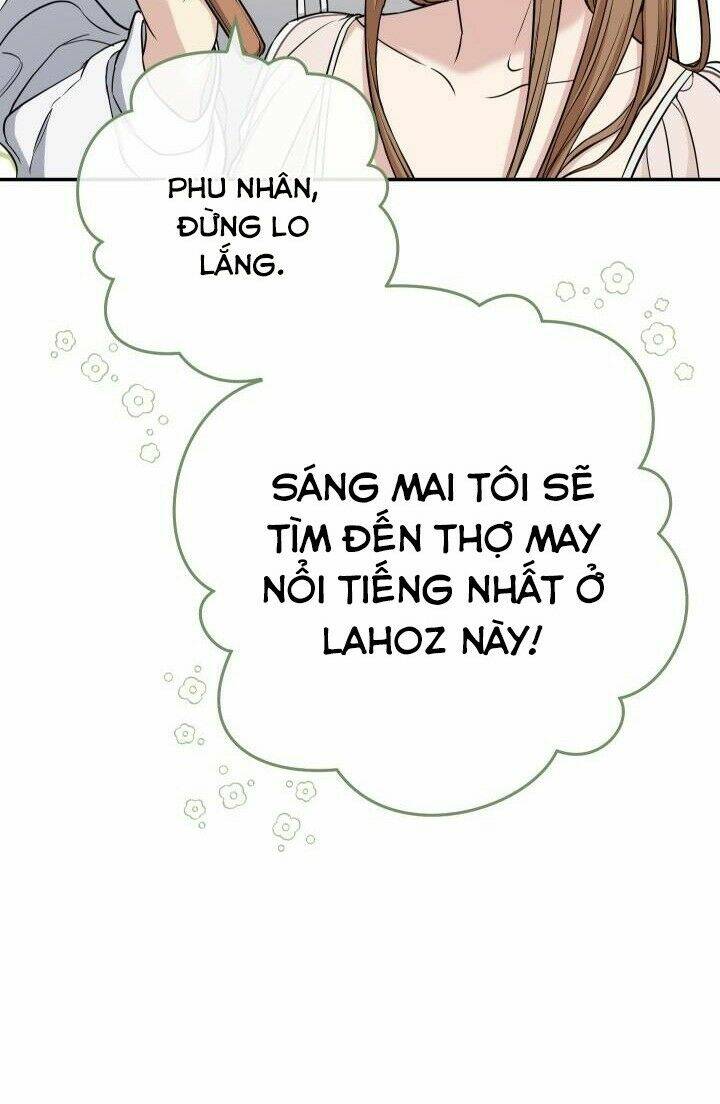 PHU NHÂN,
ĐỪNG LO
LẮNG.
SÁNG MAI TÔI SẼ
TÌM ĐẾN THỢ MAY
NỔI TIẾNG NHẤT Ở
LAHOZ NÀY!